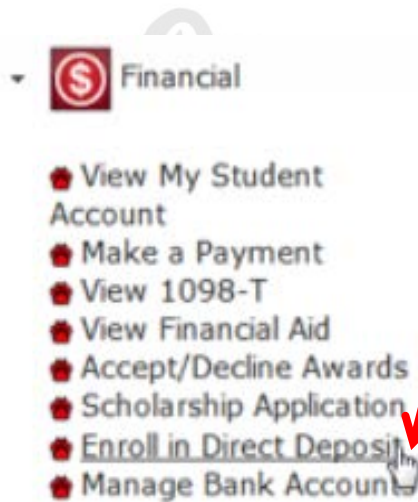 Financial
View My Student
Account
Make a Payment
View 1098-T
View Financial Aid
Accept/Decline Awards
Scholarship Application
Enroll in Direct Deposit
Manage Bank Account